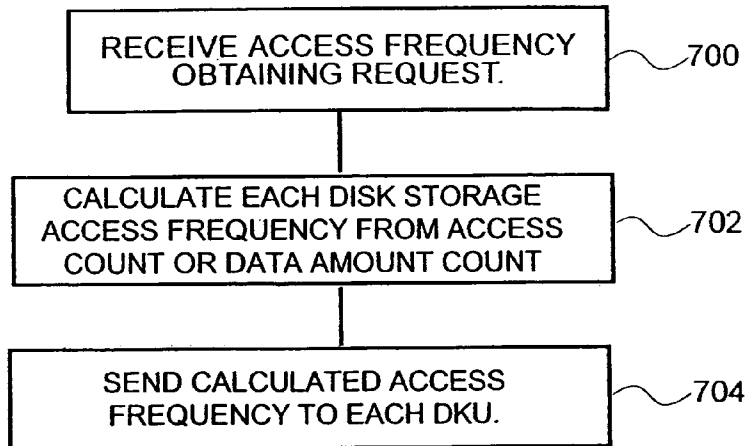 RECEIVE ACCESS FREQUENCY
OBTAINING REQUEST.
700
CALCULATE EACH DISK STORAGE
ACCESS FREQUENCY FROM ACCESS
COUNT OR DATA AMOUNT COUNT
702
SEND CALCULATED ACCESS
FREQUENCY TO EACH DKU.
704